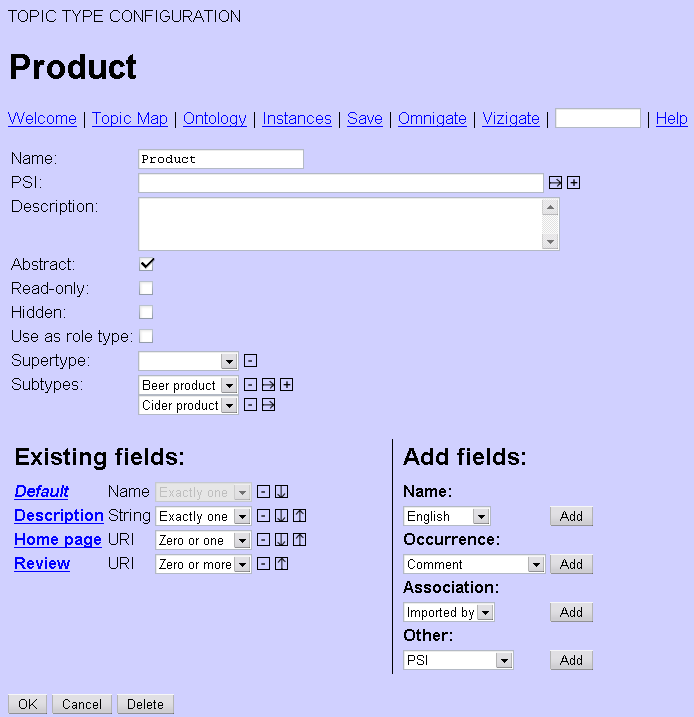 TOPIC TYPE CONFIGURATION
Product
Welcome | Topic Map | Ontology | Instances | Save | Omnigate | Vizigate | | Help
Name: Product
PSI:
Description:
Abstract:
Read-only:
Hidden:
Use as role type:
Supertype:
Subtypes: Beer product
Cider product
Existing fields:
Default Name Exactly one
Description String Exactly one
Home page URI Zero or one
Review URI Zero or more
Add fields:
Name:
English Add
Occurrence:
Comment Add
Association:
Imported by Add
Other:
PSI Add
OK Cancel Delete